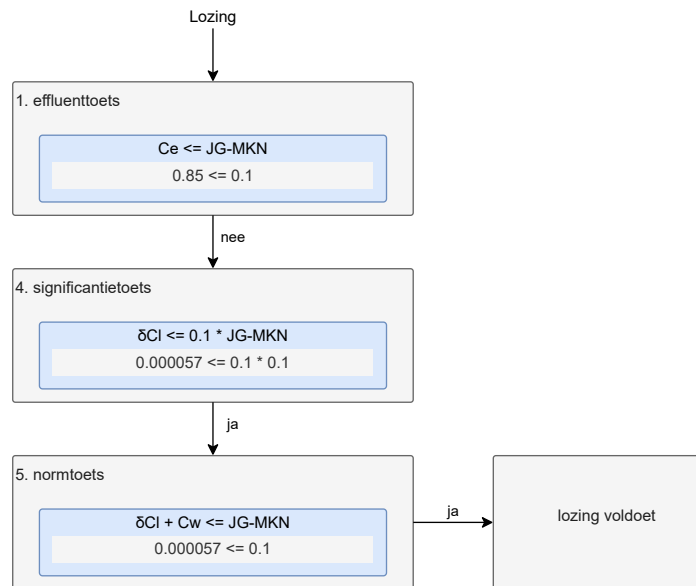 Lozing
1. effluenttoets
Ce <= JG-MKN
0.85 <= 0.1
nee
4. significantietoets
δCl <= 0.1 * JG-MKN
0.000057 <= 0.1 * 0.1
ja
5. normtoets
δCl + Cw <= JG-MKN
0.000057 <= 0.1
ja
lozing voldoet